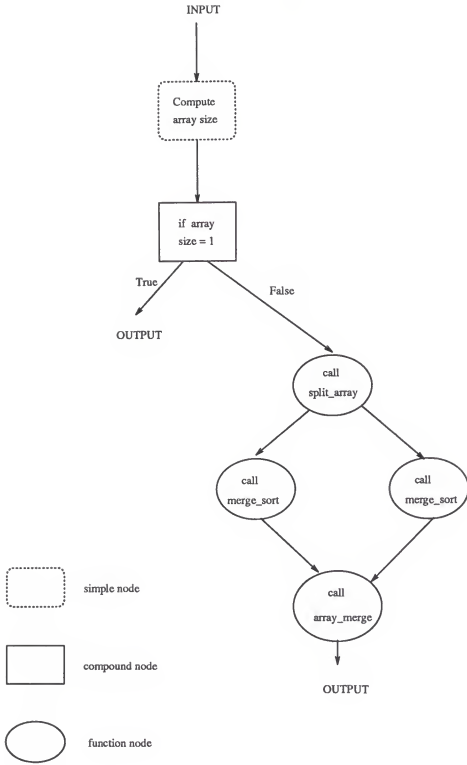 INPUT
Compute
array size
if array
size = 1
True
False
OUTPUT
call
split_array
call
merge_sort
call
merge_sort
call
array_merge
OUTPUT
simple node
compound node
function node